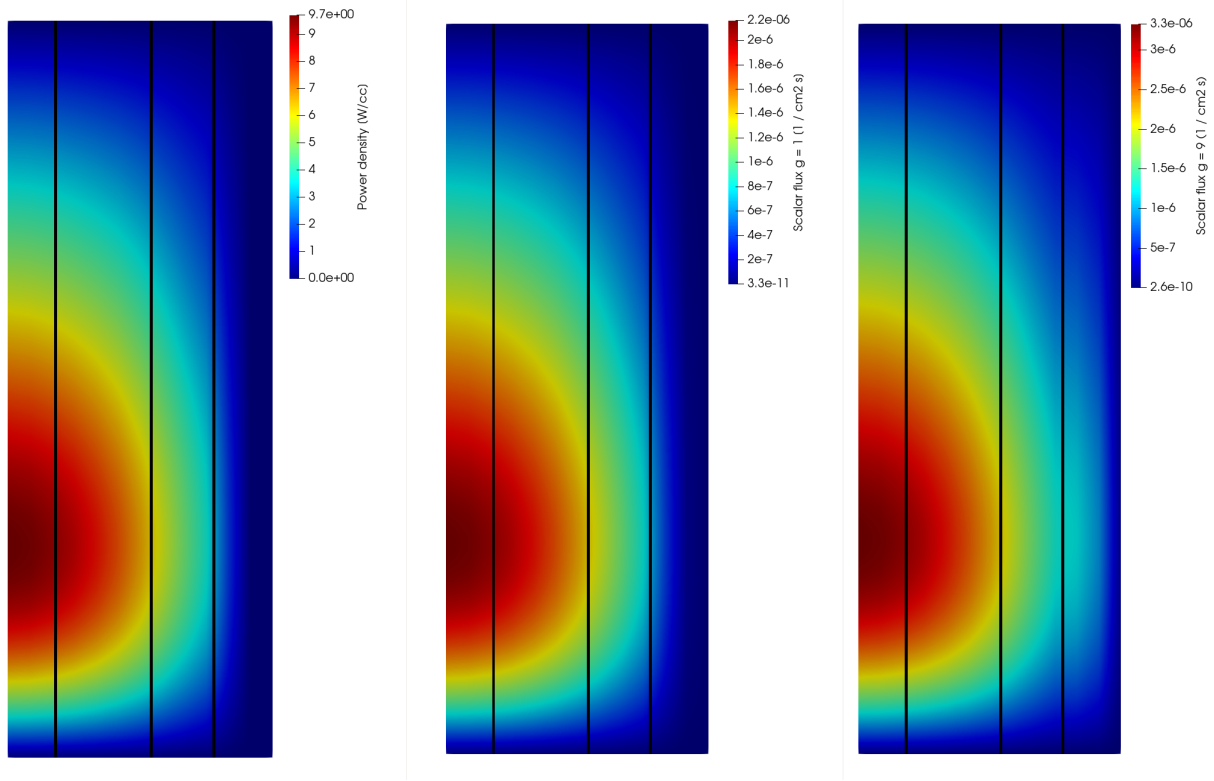 9.7e+00
9
8
7
6
5
4
3
2
1
0.0e+00
Power density (W/cc)
2.2e-06
2e-6
1.8e-6
1.6e-6
1.4e-6
1.2e-6
1e-6
8e-7
6e-7
4e-7
2e-7
3.3e-11
Scalar flux g = 1 (1 / cm2 s)
3.3e-06
3e-6
2.5e-6
2e-6
1.5e-6
1e-6
5e-7
2.6e-10
Scalar flux g = 9 (1 / cm2 s)